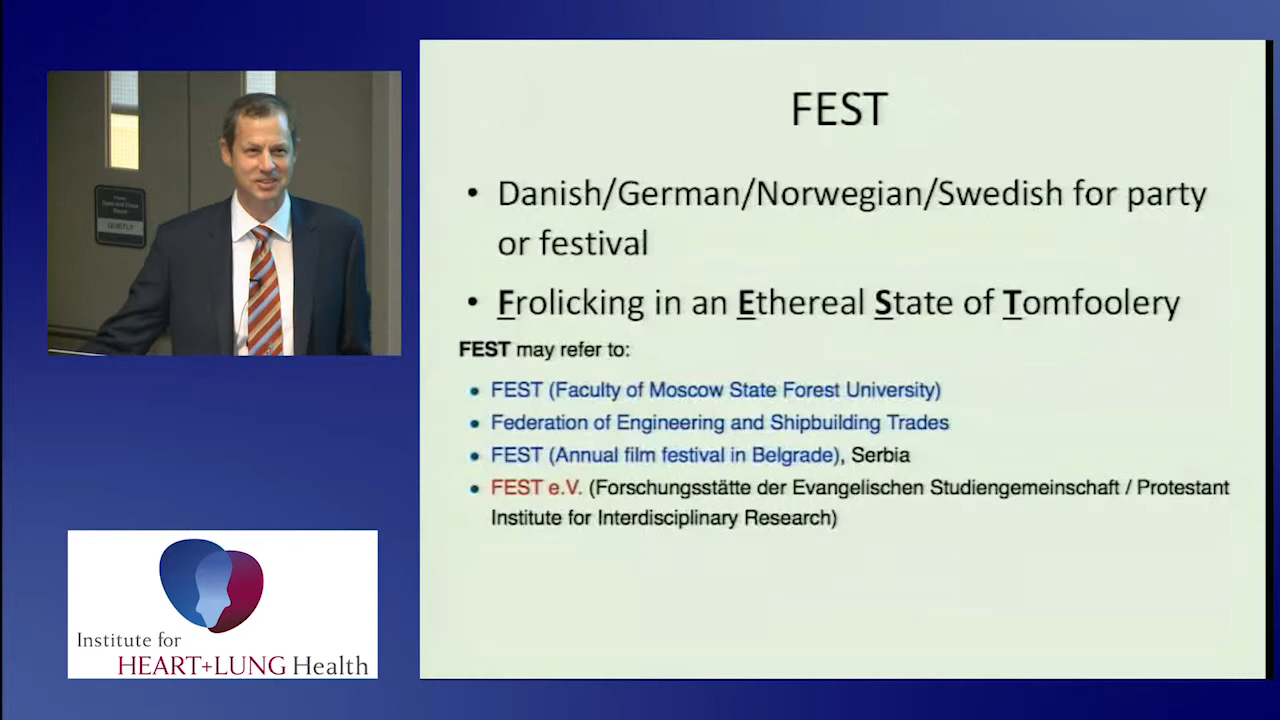 FEST
• Danish/German/Norwegian/Swedish for party
or festival
• Frolicking in an Ethereal State of Tomfoolery
FEST may refer to:
• FEST (Faculty of Moscow State Forest University)
• Federation of Engineering and Shipbuilding Trades
• FEST (Annual film festival in Belgrade), Serbia
• FEST e.V. (Forschungsstätte der Evangelischen Studiengemeinschaft / Protestant
Institute for Interdisciplinary Research)
QUIETLY
Institute for
HEART+LUNG Health